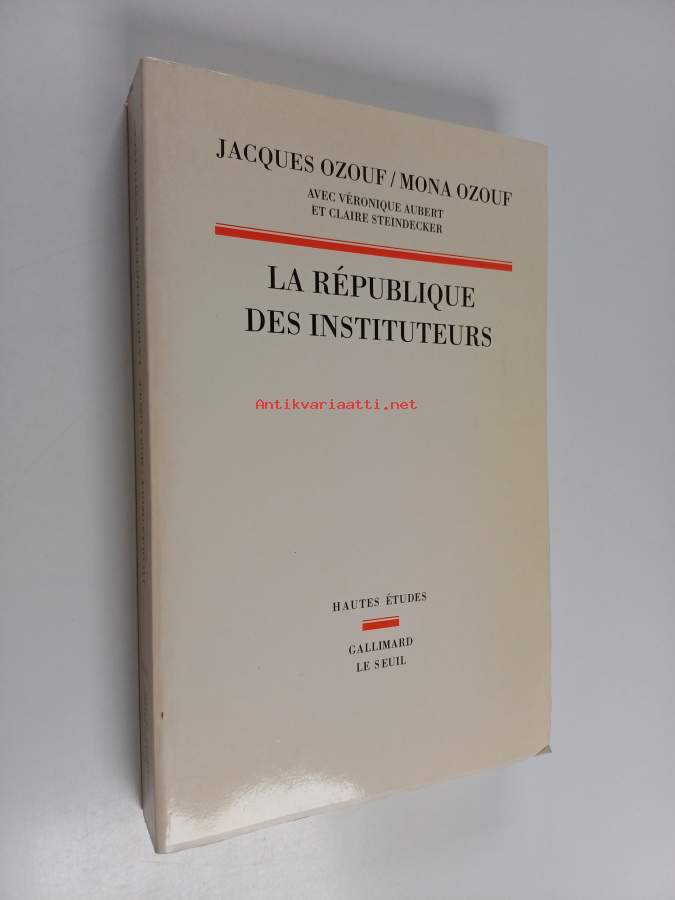 JACQUES OZOUF / MONA OZOUF
AVEC VÉRONIQUE AUBERT
ET CLAIRE STEINDECKER
LA RÉPUBLIQUE
DES INSTITUTEURS
Antikvariaatti.net
HAUTES ÉTUDES
GALLIMARD
LE SEUIL